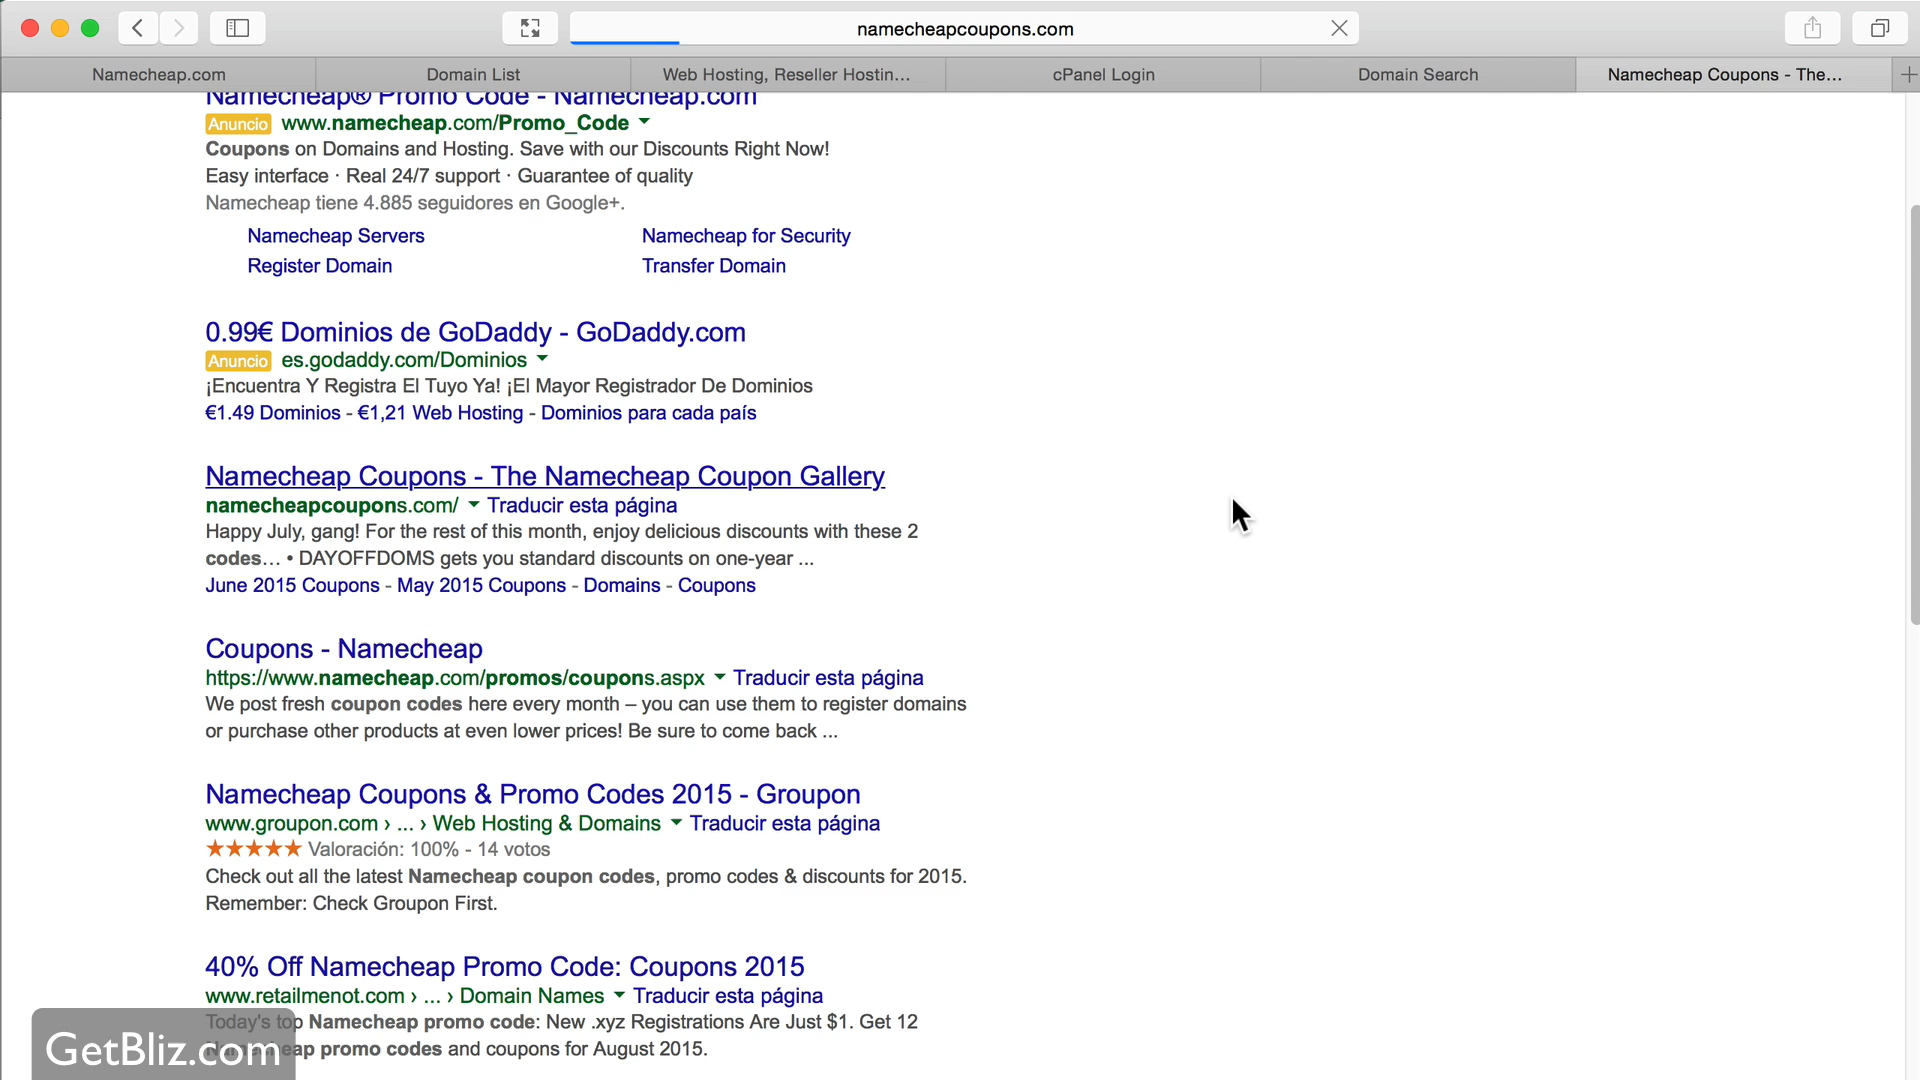 namecheapcoupons.com
Namecheap.com
Domain List
Web Hosting, Reseller Hostin...
cPanel Login
Domain Search
Namecheap Coupons - The...
Namecheap® Promo Code - Namecheap.com
Anuncio www.namecheap.com/Promo_Code
Coupons on Domains and Hosting. Save with our Discounts Right Now!
Easy interface · Real 24/7 support · Guarantee of quality
Namecheap tiene 4.885 seguidores en Google+.
Namecheap Servers
Namecheap for Security
Register Domain
Transfer Domain
0.99€ Dominios de GoDaddy - GoDaddy.com
Anuncio es.godaddy.com/Dominios
¡Encuentra Y Registra El Tuyo Ya! ¡El Mayor Registrador De Dominios
€1.49 Dominios - €1,21 Web Hosting - Dominios para cada país
Namecheap Coupons - The Namecheap Coupon Gallery
namecheapcoupons.com/ Traducir esta página
Happy July, gang! For the rest of this month, enjoy delicious discounts with these 2
codes... • DAYOFFDOMS gets you standard discounts on one-year ...
June 2015 Coupons - May 2015 Coupons - Domains - Coupons
Coupons - Namecheap
https://www.namecheap.com/promos/coupons.aspx Traducir esta página
We post fresh coupon codes here every month – you can use them to register domains
or purchase other products at even lower prices! Be sure to come back ...
Namecheap Coupons & Promo Codes 2015 - Groupon
www.groupon.com › ... › Web Hosting & Domains Traducir esta página
★★★★★ Valoración: 100% - 14 votos
Check out all the latest Namecheap coupon codes, promo codes & discounts for 2015.
Remember: Check Groupon First.
40% Off Namecheap Promo Code: Coupons 2015
www.retailmenot.com › ... › Domain Names Traducir esta página
Today's top Namecheap promo code: New .xyz Registrations Are Just $1. Get 12
Namecheap promo codes and coupons for August 2015.
GetBliz.com